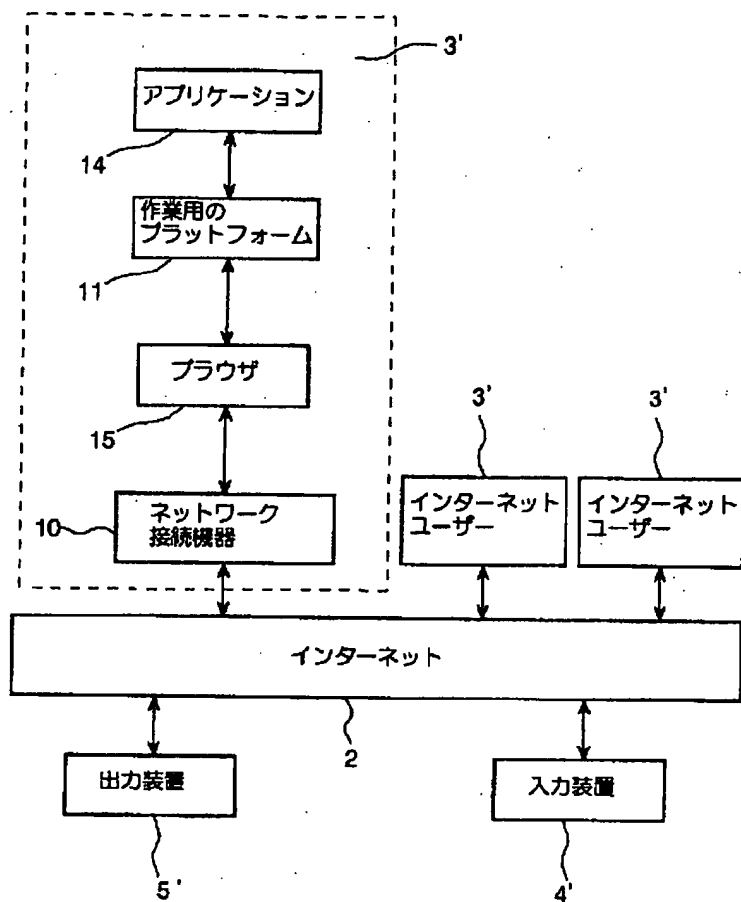 3'
アプリケーション
14
作業用の
プラットフォーム
11
ブラウザ
15
ネットワーク
接続機器
10
3'
3'
インターネット
ユーザー
インターネット
ユーザー
インターネット
2
出力装置
入力装置
5'
4'